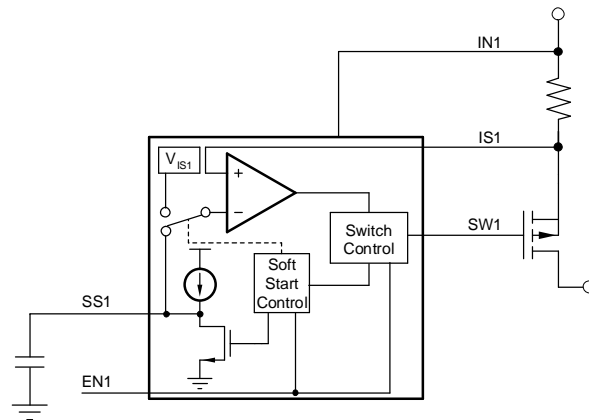 IN1
IS1
V_IS1
+
−
Switch
Control
SW1
Soft
Start
Control
SS1
EN1